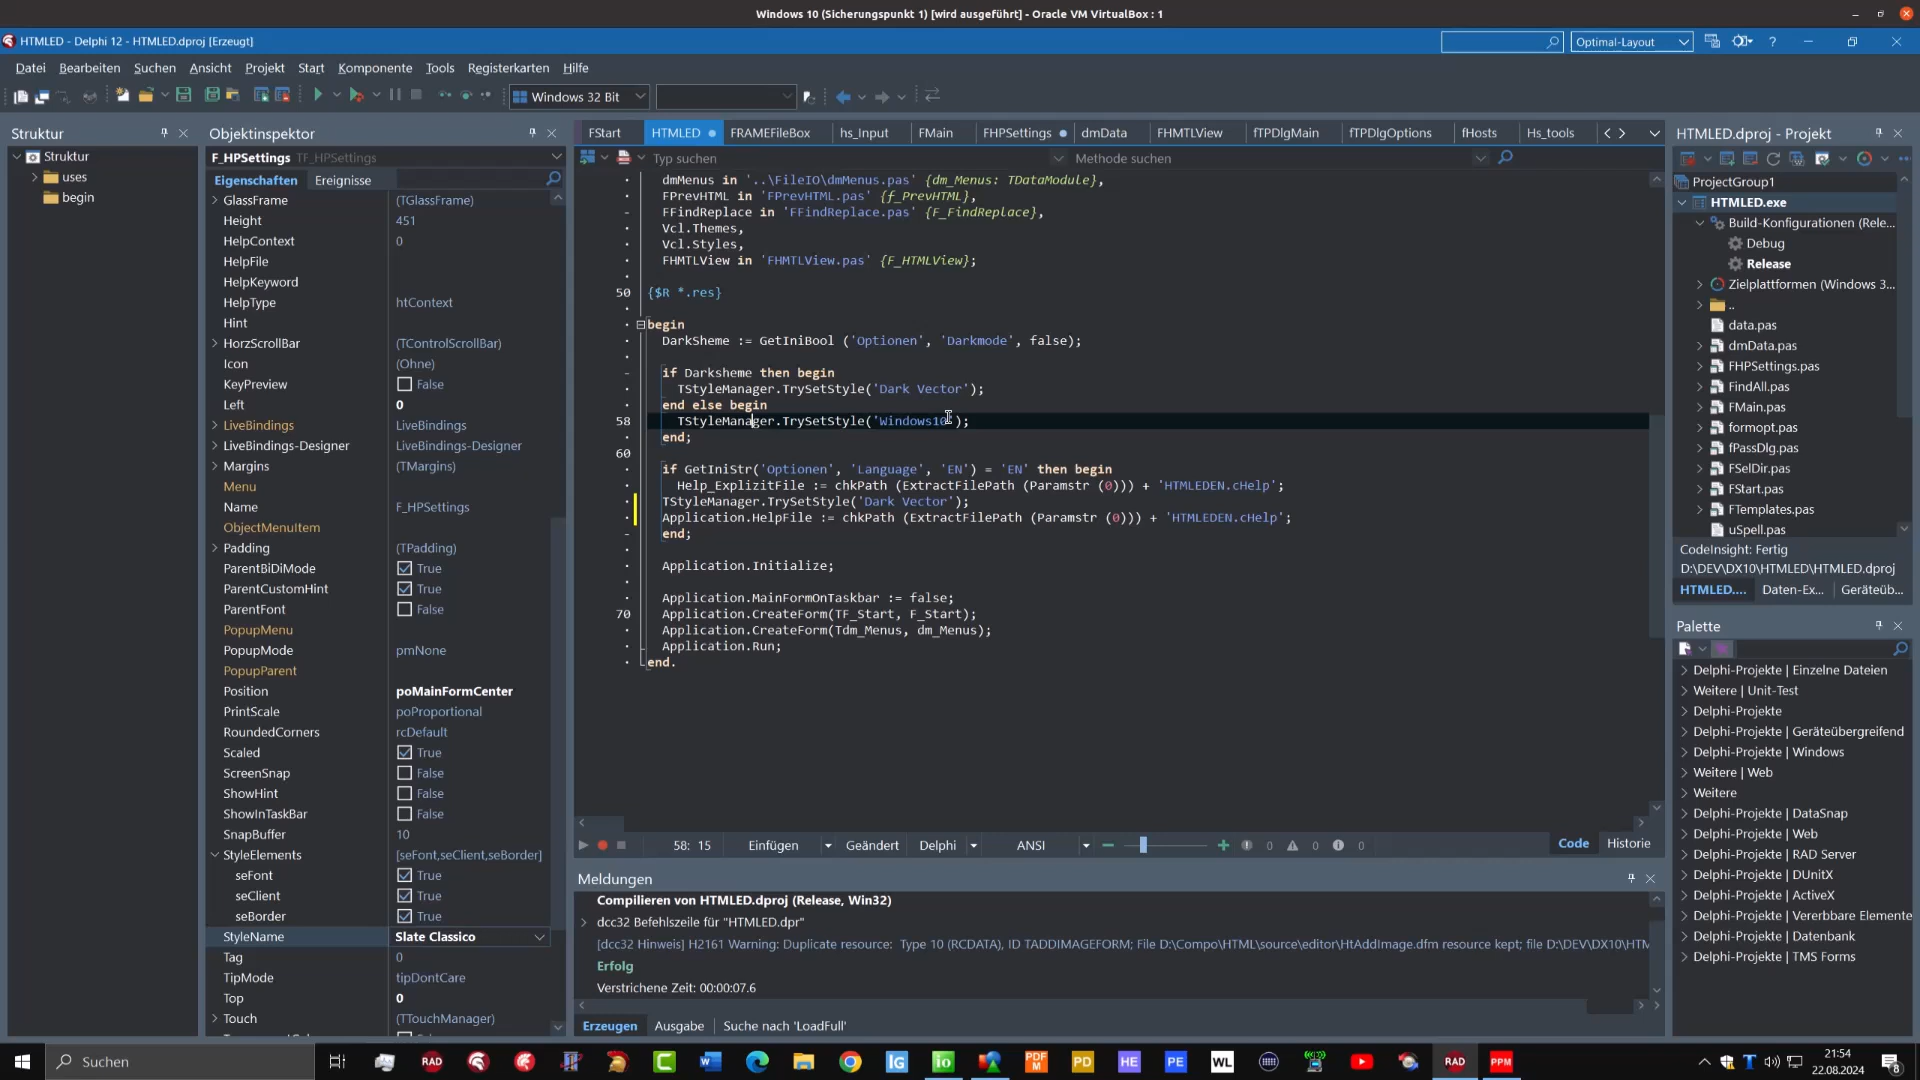 Windows 10 (Sicherungspunkt 1) [wird ausgeführt] - Oracle VM VirtualBox : 1
HTMLED - Delphi 12 - HTMLED.dproj [Erzeugt]
Optimal-Layout
?
Datei Bearbeiten Suchen Ansicht Projekt Start Komponente Tools Registerkarten Hilfe
Windows 32 Bit
Struktur
Struktur
uses
begin
Objektinspektor
F_HPSettings TF_HPSettings
Eigenschaften Ereignisse
GlassFrame (TGlassFrame)
Height 451
HelpContext 0
HelpFile
HelpKeyword
HelpType htContext
Hint
HorzScrollBar (TControlScrollBar)
Icon (Ohne)
KeyPreview False
Left 0
LiveBindings LiveBindings
LiveBindings-Designer LiveBindings-Designer
Margins (TMargins)
Menu
Name F_HPSettings
ObjectMenuItem
Padding (TPadding)
ParentBiDiMode True
ParentCustomHint True
ParentFont False
PopupMenu
PopupMode pmNone
PopupParent
Position poMainFormCenter
PrintScale poProportional
RoundedCorners rcDefault
Scaled True
ScreenSnap False
ShowHint False
ShowInTaskBar False
SnapBuffer 10
StyleElements [seFont,seClient,seBorder]
seFont True
seClient True
seBorder True
StyleName Slate Classico
Tag 0
TipMode tipDontCare
Top 0
Touch (TTouchManager)
FStart HTMLED FRAMEFileBox hs_Input FMain FHPSettings dmData FHMTLView fTPDlgMain fTPDlgOptions fHosts Hs_tools
Typ suchen Methode suchen
dmMenus in '..\FileIO\dmMenus.pas' {dm_Menus: TDataModule},
FPrevHTML in 'FPrevHTML.pas' {f_PrevHTML},
FFindReplace in 'FFindReplace.pas' {F_FindReplace},
Vcl.Themes,
Vcl.Styles,
FHMTLView in 'FHMTLView.pas' {F_HTMLView};
50 {$R *.res}
begin
DarkSheme := GetIniBool ('Optionen', 'Darkmode', false);
if Darksheme then begin
TStyleManager.TrySetStyle('Dark Vector');
end else begin
58 TStyleManager.TrySetStyle('Windows10');
end;
60
if GetIniStr('Optionen', 'Language', 'EN') = 'EN' then begin
Help_ExplizitFile := chkPath (ExtractFilePath (Paramstr (0))) + 'HTMLEDEN.cHelp';
TStyleManager.TrySetStyle('Dark Vector');
Application.HelpFile := chkPath (ExtractFilePath (Paramstr (0))) + 'HTMLEDEN.cHelp';
end;
Application.Initialize;
Application.MainFormOnTaskbar := false;
70 Application.CreateForm(TF_Start, F_Start);
Application.CreateForm(Tdm_Menus, dm_Menus);
Application.Run;
end.
58: 15 Einfügen Geändert Delphi ANSI 0 0 0 Code Historie
Meldungen
Compilieren von HTMLED.dproj (Release, Win32)
dcc32 Befehlszeile für "HTMLED.dpr"
[dcc32 Hinweis] H2161 Warning: Duplicate resource: Type 10 (RCDATA), ID TADDIMAGEFORM; File D:\Compo\HTML\source\editor\HtAddImage.dfm resource kept; file D:\DEV\DX10\HTM
Erfolg
Verstrichene Zeit: 00:00:07.6
Erzeugen Ausgabe Suche nach 'LoadFull'
HTMLED.dproj - Projekt
ProjectGroup1
HTMLED.exe
Build-Konfigurationen (Rele...
Debug
Release
Zielplattformen (Windows 3...
..
data.pas
dmData.pas
FHPSettings.pas
FindAll.pas
FMain.pas
formopt.pas
fPassDlg.pas
FSelDir.pas
FStart.pas
FTemplates.pas
uSpell.pas
CodeInsight: Fertig
D:\DEV\DX10\HTMLED\HTMLED.dproj
HTMLED.... Daten-Ex... Geräteüb...
Palette
Delphi-Projekte | Einzelne Dateien
Weitere | Unit-Test
Delphi-Projekte
Delphi-Projekte | Geräteübergreifend
Delphi-Projekte | Windows
Weitere | Web
Weitere
Delphi-Projekte | DataSnap
Delphi-Projekte | Web
Delphi-Projekte | RAD Server
Delphi-Projekte | DUnitX
Delphi-Projekte | ActiveX
Delphi-Projekte | Vererbbare Elemente
Delphi-Projekte | Datenbank
Delphi-Projekte | TMS Forms
Suchen
RAD
W
IG
io
PDF
M
PD
HE
PE
WL
RAD
PPM
21:54
22.08.2024
8